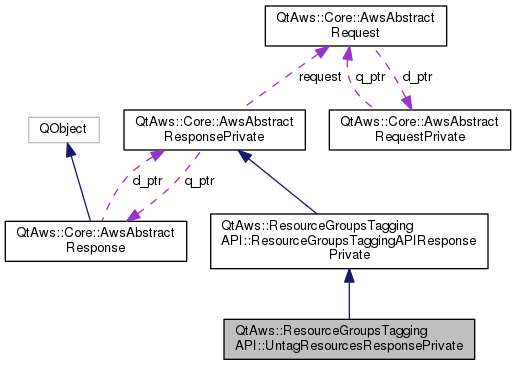 QtAws::Core::AwsAbstract
Request
request
q_ptr
d_ptr
QObject
QtAws::Core::AwsAbstract
ResponsePrivate
QtAws::Core::AwsAbstract
RequestPrivate
d_ptr
q_ptr
QtAws::Core::AwsAbstract
Response
QtAws::ResourceGroupsTagging
API::ResourceGroupsTaggingAPIResponse
Private
QtAws::ResourceGroupsTagging
API::UntagResourcesResponsePrivate